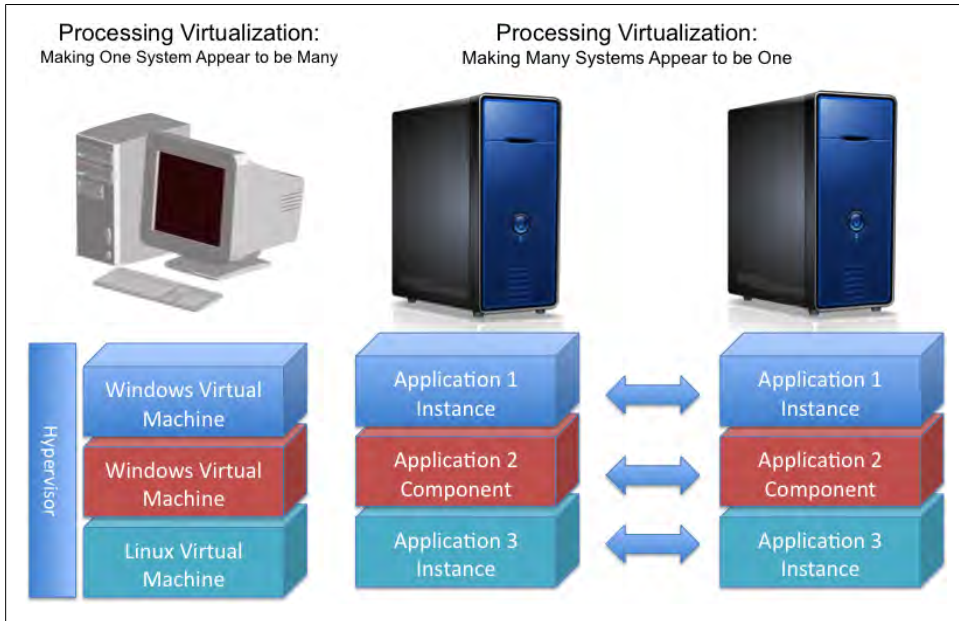 Processing Virtualization:
Making One System Appear to be Many
Processing Virtualization:
Making Many Systems Appear to be One
Hypervisor
Windows Virtual
Machine
Windows Virtual
Machine
Linux Virtual
Machine
Application 1
Instance
Application 2
Component
Application 3
Instance
Application 1
Instance
Application 2
Component
Application 3
Instance